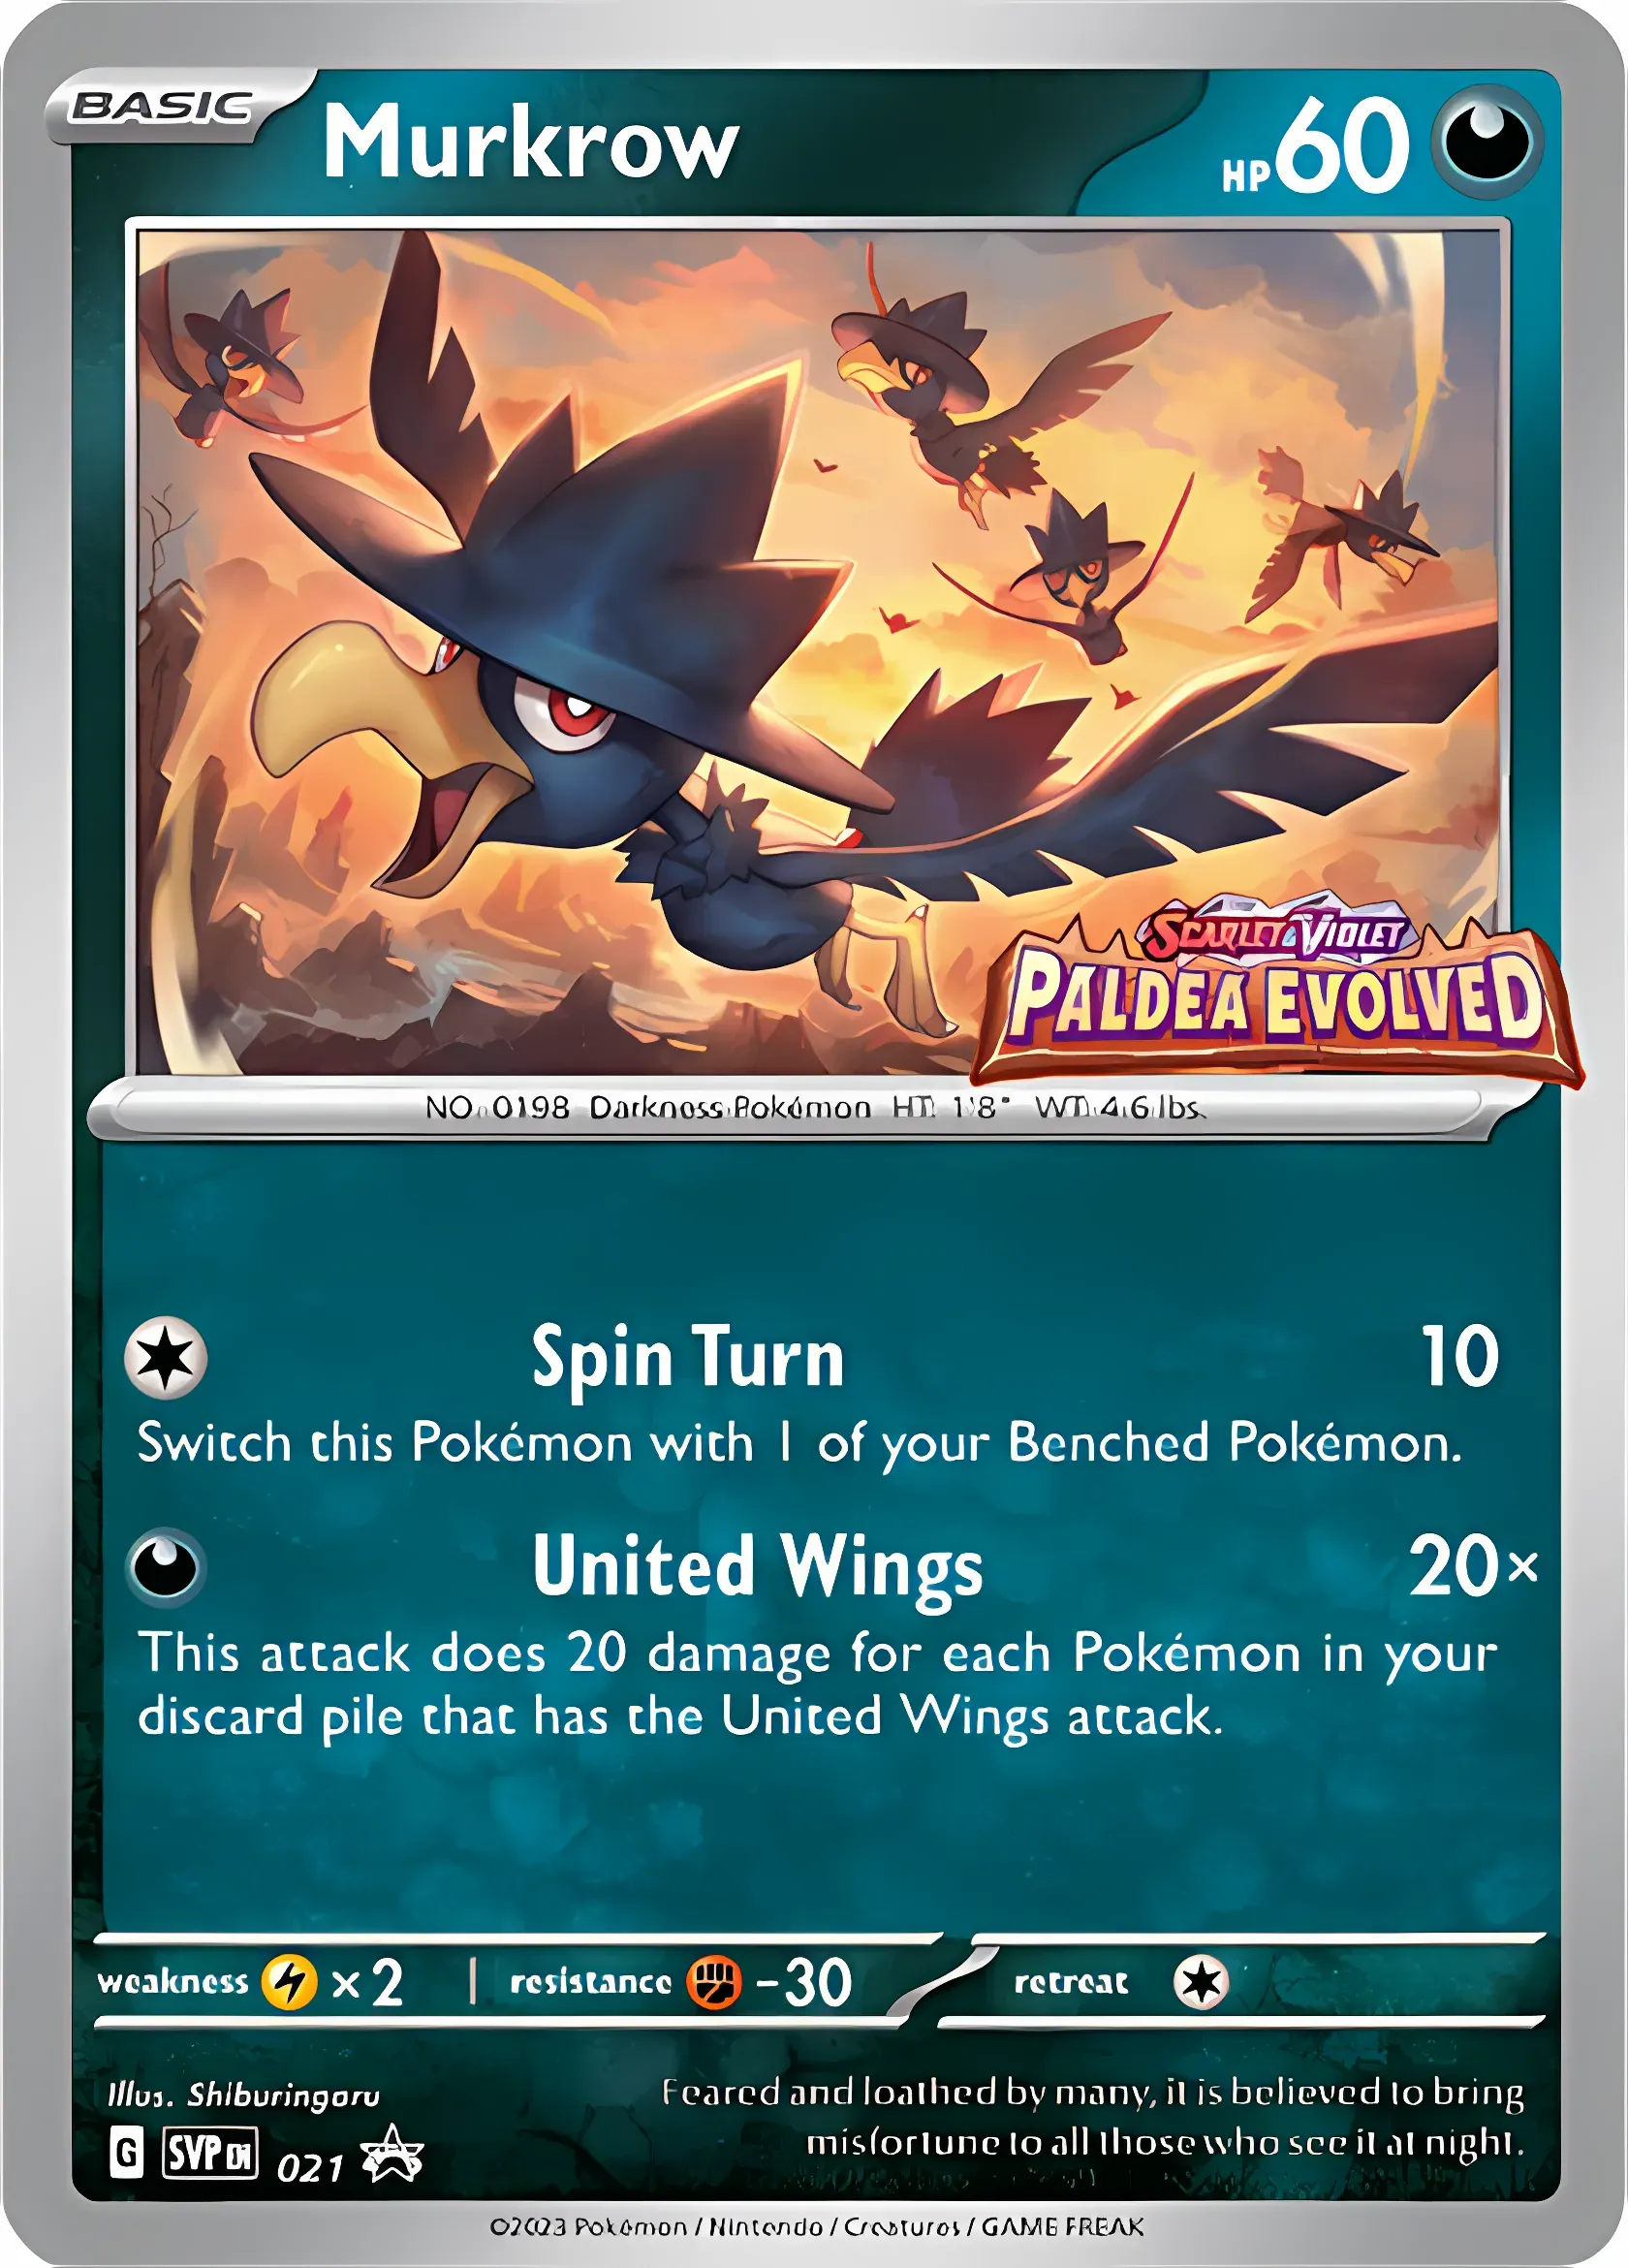 BASIC Murkrow HP 60
SCARLET & VIOLET
PALDEA EVOLVED
NO. 0198 Darkness Pokémon HT: 1'8" WT: 4.6 lbs.
Spin Turn 10
Switch this Pokémon with 1 of your Benched Pokémon.
United Wings 20×
This attack does 20 damage for each Pokémon in your
discard pile that has the United Wings attack.
weakness ×2 | resistance -30 retreat
Illus. Shiburingaru
Feared and loathed by many, it is believed to bring
misfortune to all those who see it at night.
G SVP EN 021
©2023 Pokémon / Nintendo / Creatures / GAME FREAK